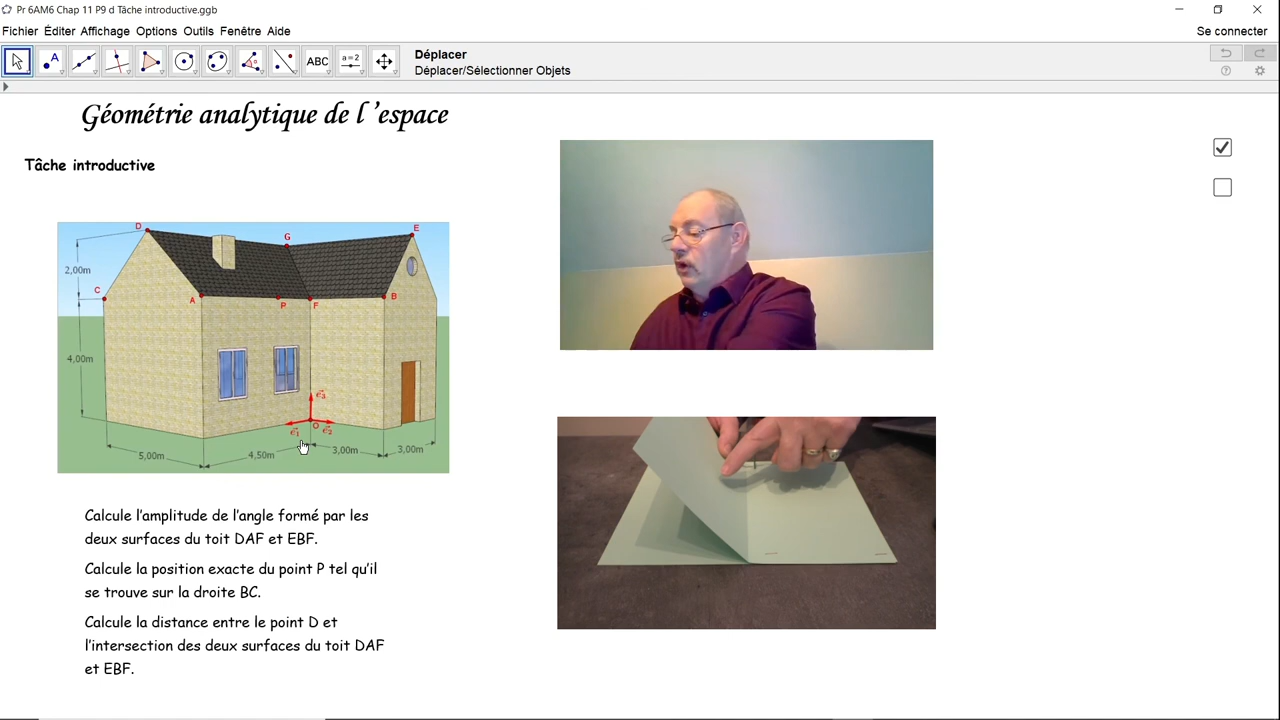 Pr 6AM6 Chap 11 P9 d Tâche introductive.ggb
Fichier Éditer Affichage Options Outils Fenêtre Aide
Se connecter
A
ABC
a=2
Déplacer
Déplacer/Sélectionner Objets
Géométrie analytique de l'espace
Tâche introductive
D
G
E
2,00m
C
A
P
F
B
4,00m
e3
O
e1
e2
5,00m
4,50m
3,00m
3,00m
Calcule l'amplitude de l'angle formé par les
deux surfaces du toit DAF et EBF.
Calcule la position exacte du point P tel qu'il
se trouve sur la droite BC.
Calcule la distance entre le point D et
l'intersection des deux surfaces du toit DAF
et EBF.